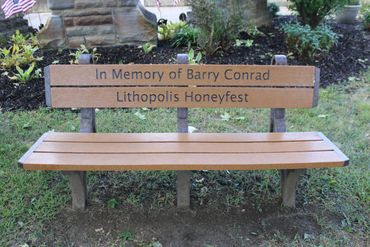 In Memory of Barry Conrad
Lithopolis Honeyfest